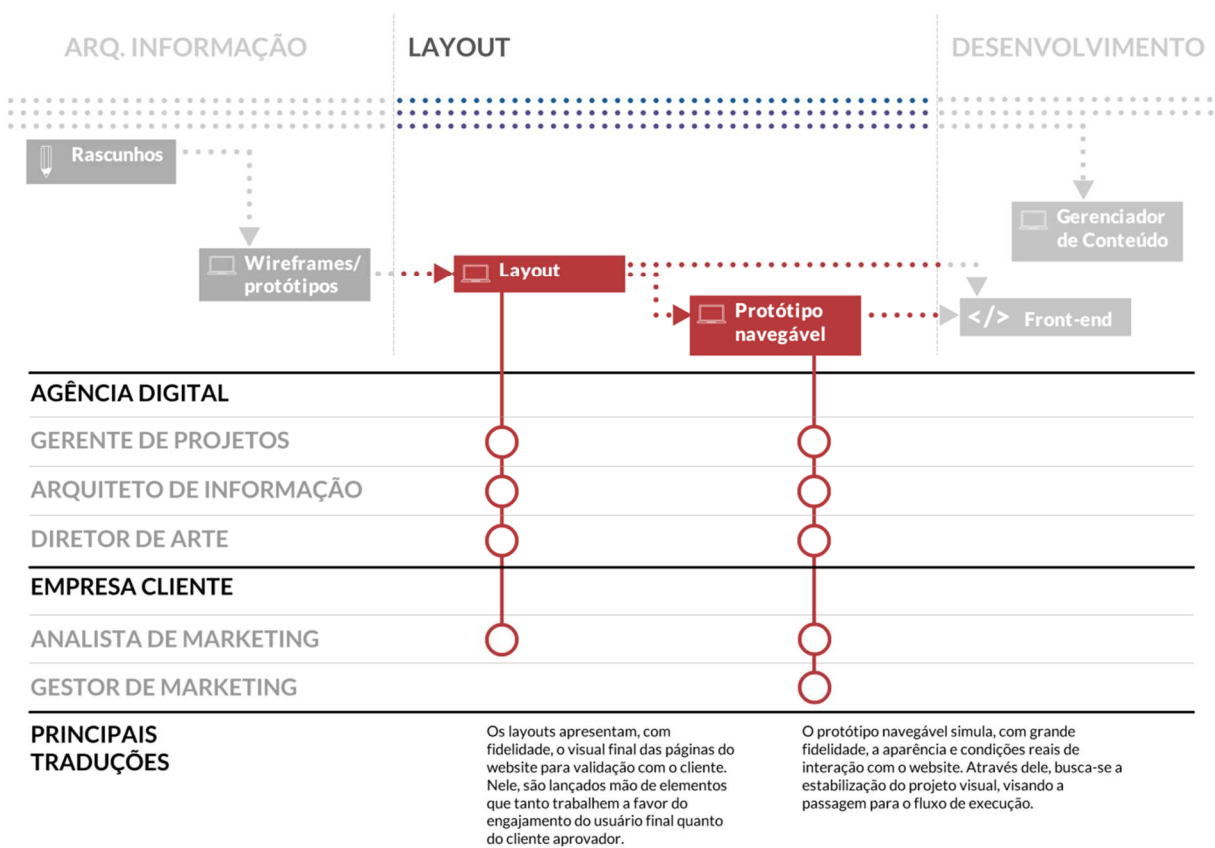 ARQ. INFORMAÇÃO
LAYOUT
DESENVOLVIMENTO
Rascunhos
Gerenciador
de Conteúdo
Wireframes/
protótipos
Layout
Protótipo
navegável
</> Front-end
AGÊNCIA DIGITAL
GERENTE DE PROJETOS
ARQUITETO DE INFORMAÇÃO
DIRETOR DE ARTE
EMPRESA CLIENTE
ANALISTA DE MARKETING
GESTOR DE MARKETING
PRINCIPAIS
TRADUÇÕES
Os layouts apresentam, com
fidelidade, o visual final das páginas do
website para validação com o cliente.
Nele, são lançados mão de elementos
que tanto trabalhem a favor do
engajamento do usuário final quanto
do cliente aprovador.
O protótipo navegável simula, com grande
fidelidade, a aparência e condições reais de
interação com o website. Através dele, busca-se a
estabilização do projeto visual, visando a
passagem para o fluxo de execução.